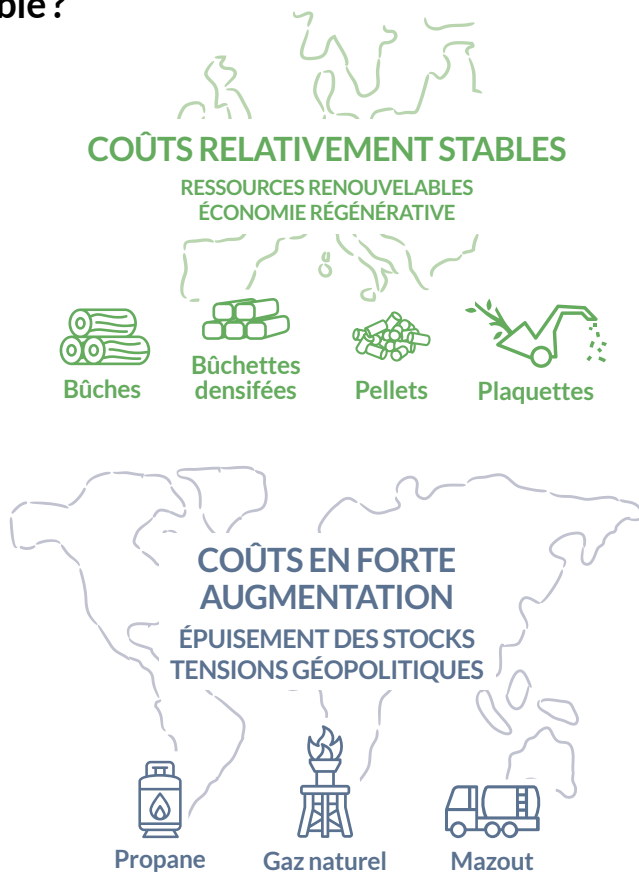 ble ?
COÛTS RELATIVEMENT STABLES
RESSOURCES RENOUVELABLES
ÉCONOMIE RÉGÉNÉRATIVE
Bûches
Bûchettes
densifées
Pellets
Plaquettes
COÛTS EN FORTE
AUGMENTATION
ÉPUISEMENT DES STOCKS
TENSIONS GÉOPOLITIQUES
Propane
Gaz naturel
Mazout